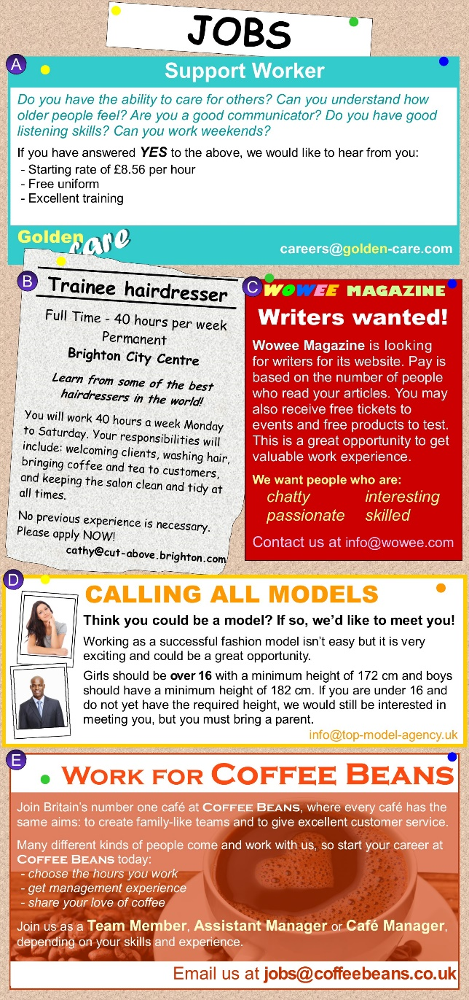 JOBS
A
Support Worker
Do you have the ability to care for others? Can you understand how
older people feel? Are you a good communicator? Do you have good
listening skills? Can you work weekends?
If you have answered YES to the above, we would like to hear from you:
- Starting rate of £8.56 per hour
- Free uniform
- Excellent training
Golden care
careers@golden-care.com
B
Trainee hairdresser
Full Time - 40 hours per week
Permanent
Brighton City Centre
Learn from some of the best
hairdressers in the world!
You will work 40 hours a week Monday
to Saturday. Your responsibilities will
include: welcoming clients, washing hair,
bringing coffee and tea to customers,
and keeping the salon clean and tidy at
all times.
No previous experience is necessary.
Please apply NOW!
cathy@cut-above.brighton.com
C
WOWEE MAGAZINE
Writers wanted!
Wowee Magazine is looking
for writers for its website. Pay is
based on the number of people
who read your articles. You may
also receive free tickets to
events and free products to test.
This is a great opportunity to get
valuable work experience.
We want people who are:
chatty interesting
passionate skilled
Contact us at info@wowee.com
D
CALLING ALL MODELS
Think you could be a model? If so, we'd like to meet you!
Working as a successful fashion model isn't easy but it is very
exciting and could be a great opportunity.
Girls should be over 16 with a minimum height of 172 cm and boys
should have a minimum height of 182 cm. If you are under 16 and
do not yet have the required height, we would still be interested in
meeting you, but you must bring a parent.
info@top-model-agency.uk
E
WORK FOR COFFEE BEANS
Join Britain's number one café at COFFEE BEANS, where every café has the
same aims: to create family-like teams and to give excellent customer service.
Many different kinds of people come and work with us, so start your career at
COFFEE BEANS today:
- choose the hours you work
- get management experience
- share your love of coffee
Join us as a Team Member, Assistant Manager or Café Manager,
depending on your skills and experience.
Email us at jobs@coffeebeans.co.uk